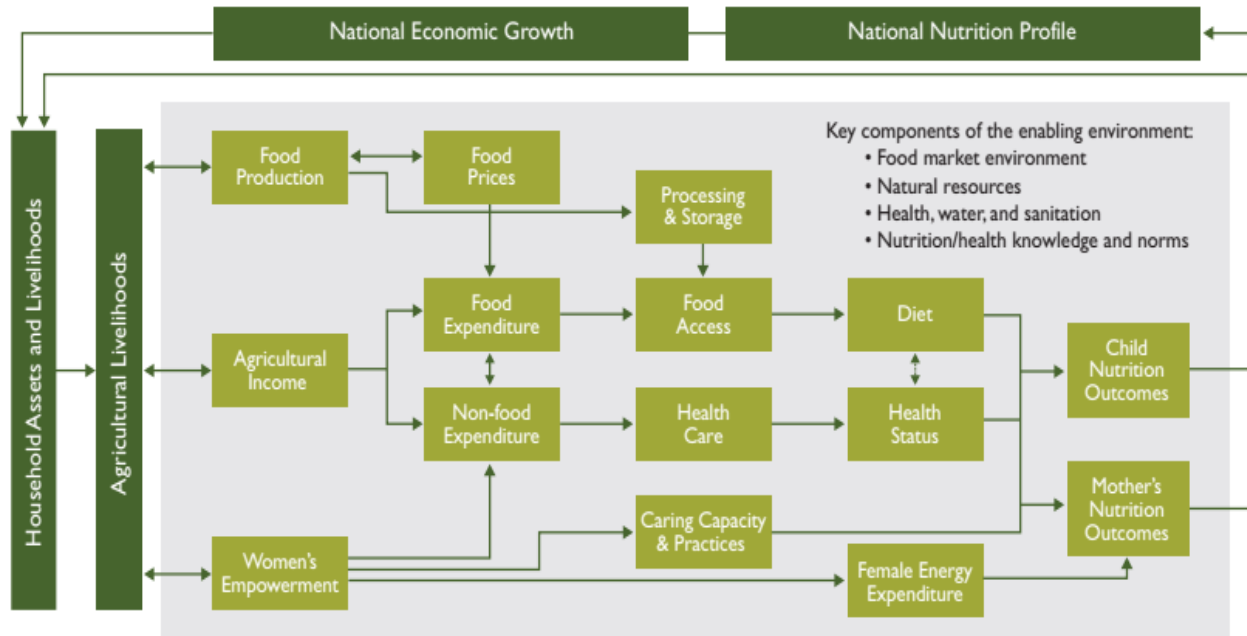 National Economic Growth
National Nutrition Profile
Household Assets and Livelihoods
Agricultural Livelihoods
Key components of the enabling environment:
• Food market environment
• Natural resources
• Health, water, and sanitation
• Nutrition/health knowledge and norms
Food
Production
Food
Prices
Processing
& Storage
Food
Expenditure
Food
Access
Diet
Agricultural
Income
Child
Nutrition
Outcomes
Non-food
Expenditure
Health
Care
Health
Status
Mother's
Nutrition
Outcomes
Caring Capacity
& Practices
Women's
Empowerment
Female Energy
Expenditure